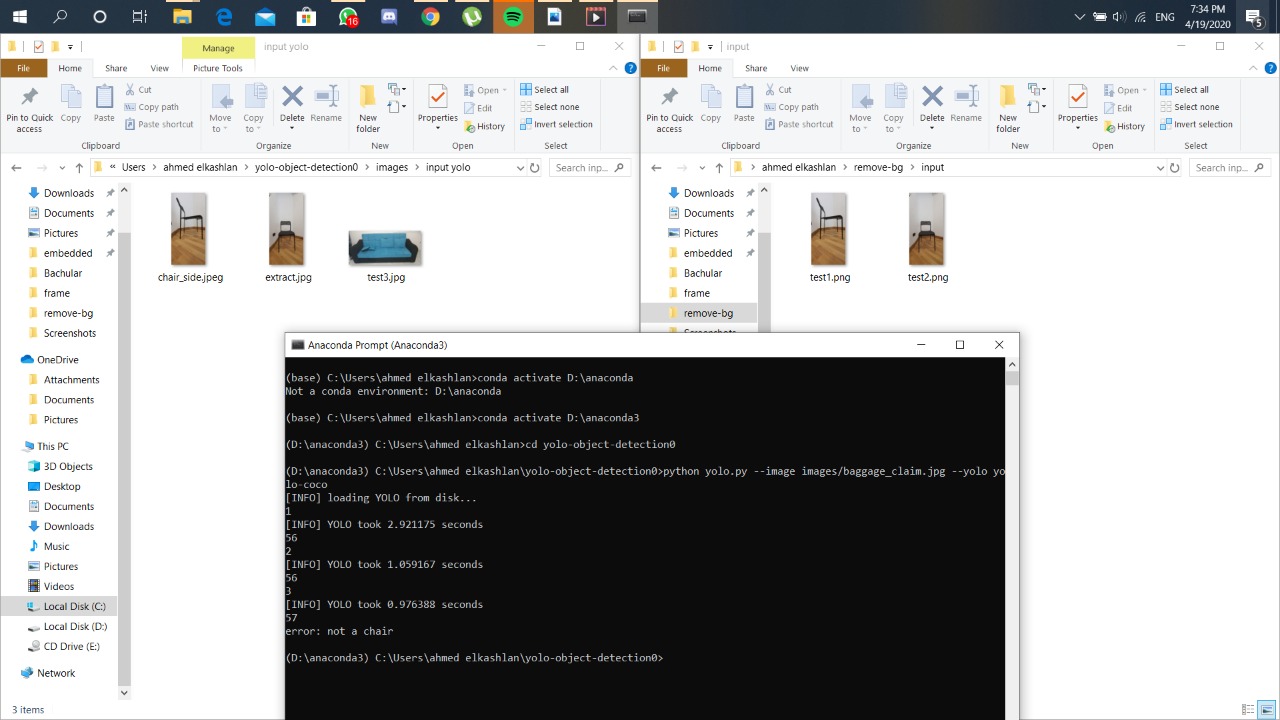 16
ENG
7:34 PM
4/19/2020
5
Manage
input yolo
File
Home
Share
View
Picture Tools
Pin to Quick access
Copy
Paste
Cut
Copy path
Paste shortcut
Clipboard
Move to
Copy to
Delete
Rename
Organize
New folder
New
Properties
Open
Edit
History
Open
Select all
Select none
Invert selection
Select
« Users > ahmed elkashlan > yolo-object-detection0 > images > input yolo
Search inp...
Downloads
Documents
Pictures
embedded
Bachular
frame
remove-bg
Screenshots
OneDrive
Attachments
Documents
Pictures
This PC
3D Objects
Desktop
Documents
Downloads
Music
Pictures
Videos
Local Disk (C:)
Local Disk (D:)
CD Drive (E:)
Network
3 items
chair_side.jpeg
extract.jpg
test3.jpg
input
File
Home
Share
View
Pin to Quick access
Copy
Paste
Cut
Copy path
Paste shortcut
Clipboard
Move to
Copy to
Delete
Rename
Organize
New folder
New
Properties
Open
Edit
History
Open
Select all
Select none
Invert selection
Select
> ahmed elkashlan > remove-bg > input
Search inp...
Downloads
Documents
Pictures
embedded
Bachular
frame
remove-bg
Screenshots
test1.png
test2.png
Anaconda Prompt (Anaconda3)
(base) C:\Users\ahmed elkashlan>conda activate D:\anaconda
Not a conda environment: D:\anaconda
(base) C:\Users\ahmed elkashlan>conda activate D:\anaconda3
(D:\anaconda3) C:\Users\ahmed elkashlan>cd yolo-object-detection0
(D:\anaconda3) C:\Users\ahmed elkashlan\yolo-object-detection0>python yolo.py --image images/baggage_claim.jpg --yolo yo
lo-coco
[INFO] loading YOLO from disk...
1
[INFO] YOLO took 2.921175 seconds
56
2
[INFO] YOLO took 1.059167 seconds
56
3
[INFO] YOLO took 0.976388 seconds
57
error: not a chair
(D:\anaconda3) C:\Users\ahmed elkashlan\yolo-object-detection0>